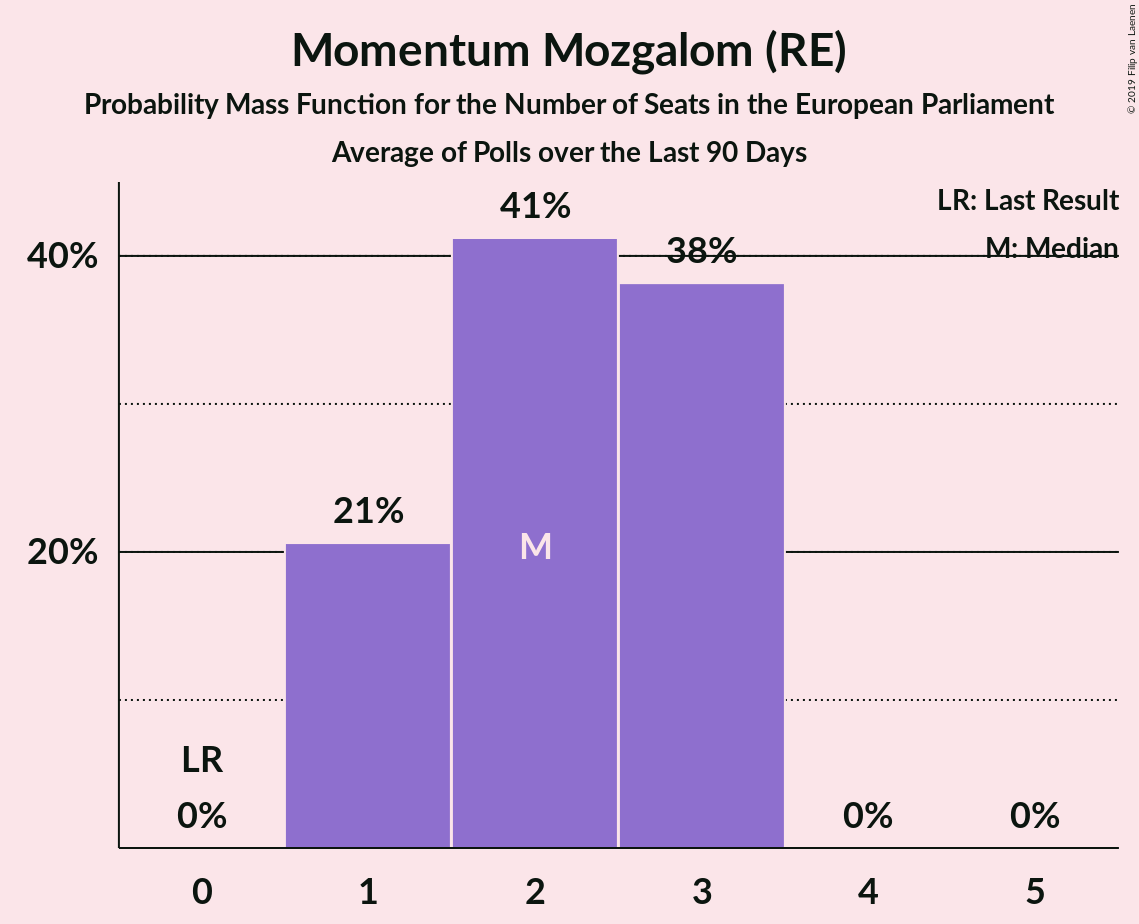 Momentum Mozgalom (RE)
Probability Mass Function for the Number of Seats in the European Parliament
Average of Polls over the Last 90 Days
© 2019 Filip van Laenen
LR: Last Result
M: Median
41%
38%
40%
21%
20%
M
LR
0%
0%
0%
0
1
2
3
4
5